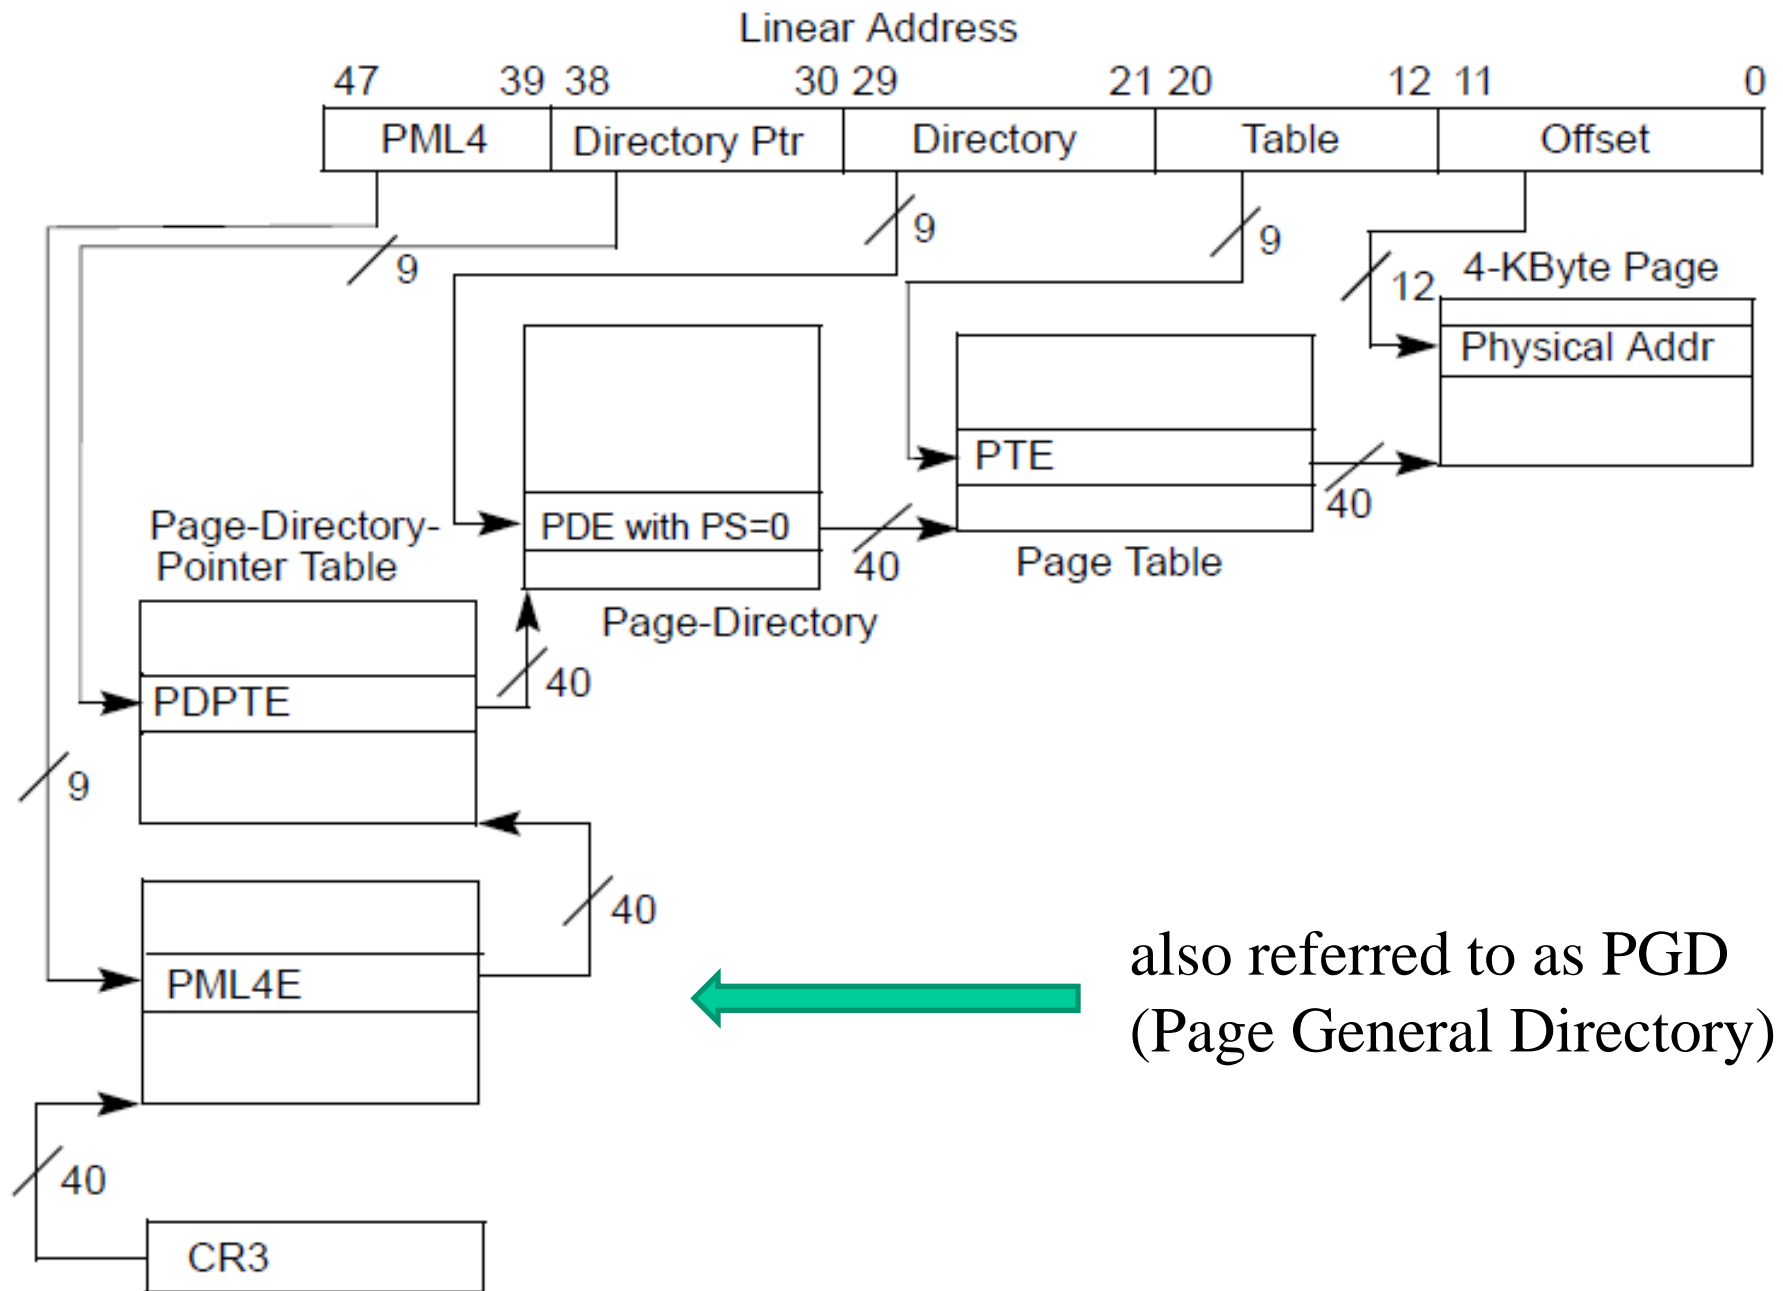 Linear Address
47 39 38 30 29 21 20 12 11 0
PML4 Directory Ptr Directory Table Offset
9 9 9 12
4-KByte Page
Physical Addr
PTE
40
Page Table
PDE with PS=0
40
Page-Directory
Page-Directory-
Pointer Table
PDPTE
40
9
40
PML4E
also referred to as PGD
(Page General Directory)
40
CR3